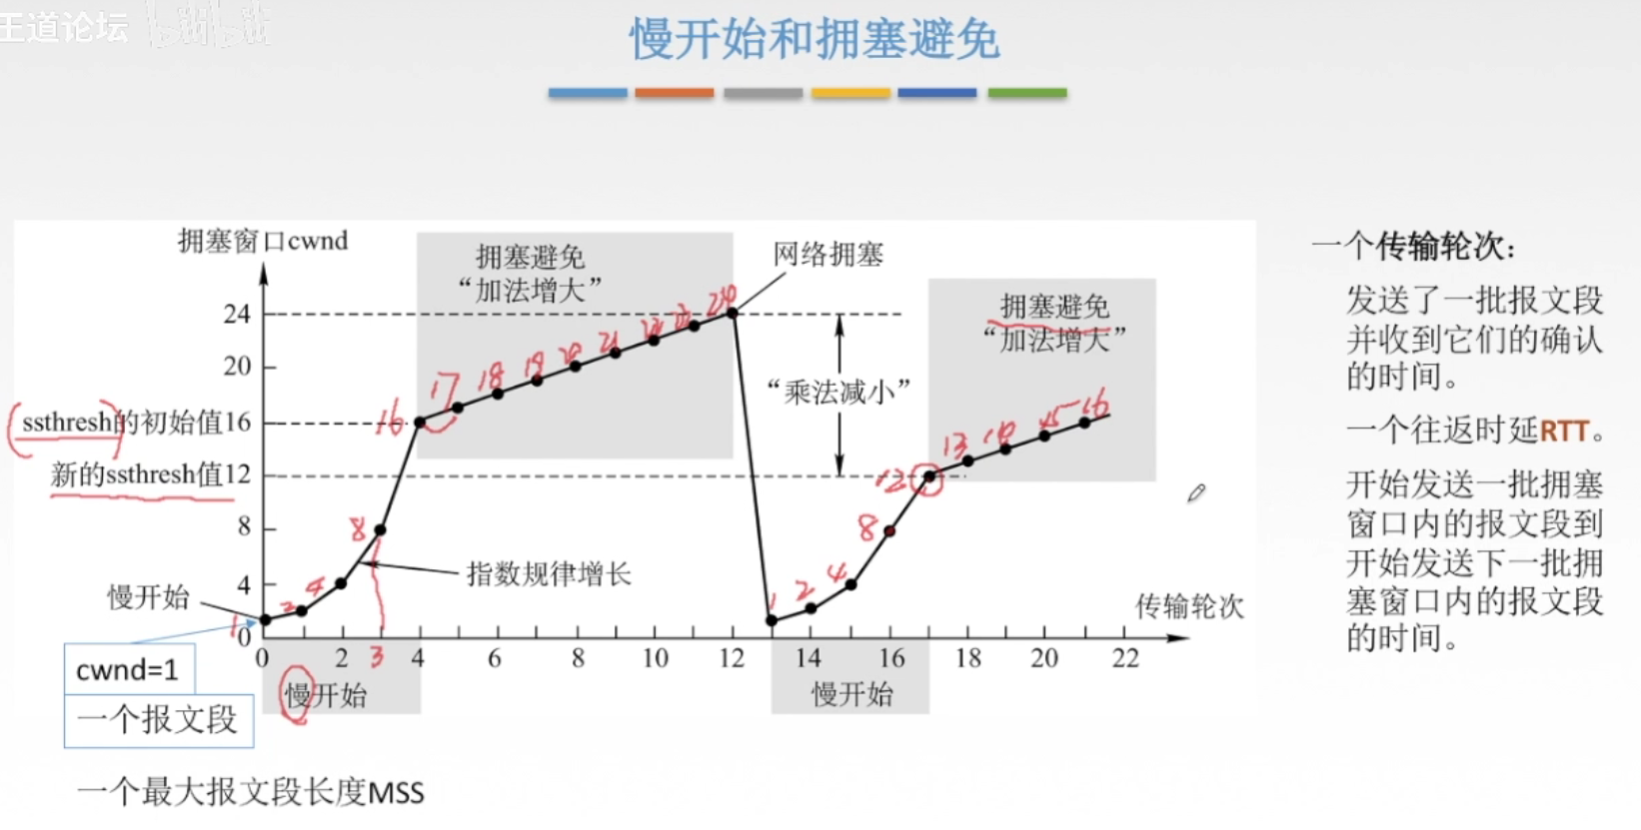 王道论坛 bilibili
慢开始和拥塞避免
拥塞窗口cwnd
拥塞避免
“加法增大”
网络拥塞
24
20
ssthresh的初始值16
新的ssthresh值12
8
4
0
慢开始
指数规律增长
“乘法减小”
拥塞避免
“加法增大”
传输轮次
0 2 4 6 8 10 12 14 16 18 20 22
慢开始
慢开始
1 2 4 8 16 17 18 19 20 21 22 23 24
3
1 2 4 8 12 13 14 15 16
cwnd=1
一个报文段
一个最大报文段长度MSS
一个传输轮次：
发送了一批报文段
并收到它们的确认
的时间。
一个往返时延RTT。
开始发送一批拥塞
窗口内的报文段到
开始发送下一批拥
塞窗口内的报文段
的时间。